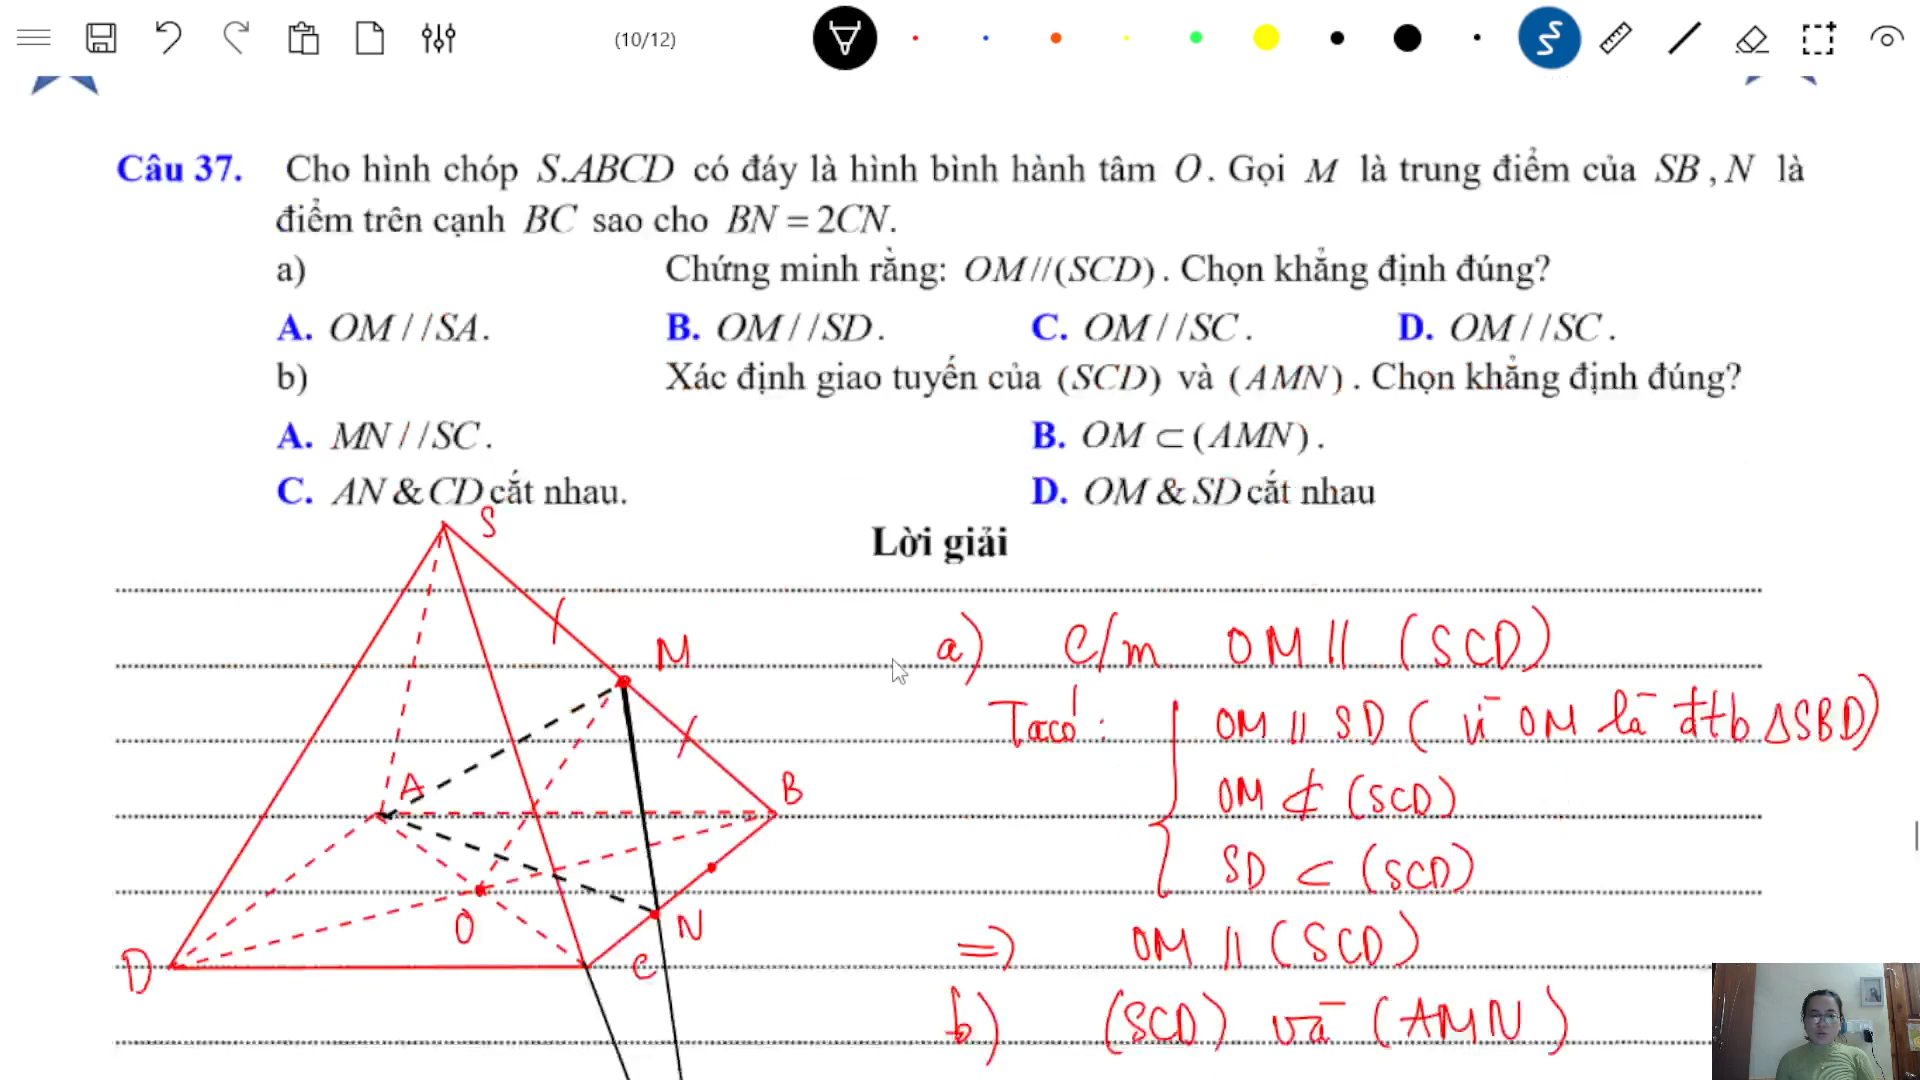 (10/12)
Câu 37. Cho hình chóp S.ABCD có đáy là hình bình hành tâm O. Gọi M là trung điểm của SB, N là
điểm trên cạnh BC sao cho BN = 2CN.
a) Chứng minh rằng: OM//(SCD). Chọn khẳng định đúng?
A. OM//SA. B. OM//SD. C. OM//SC. D. OM//SC.
b) Xác định giao tuyến của (SCD) và (AMN). Chọn khẳng định đúng?
A. MN//SC. B. OM ⊂ (AMN).
C. AN & CD cắt nhau. D. OM & SD cắt nhau
Lời giải
S
M
A
B
O
N
D
C
a) C/m OM // (SCD)
Ta có: OM // SD (vì OM là đtb ΔSBD)
OM ⊄ (SCD)
SD ⊂ (SCD)
=> OM // (SCD)
b) (SCD) và (AMN)